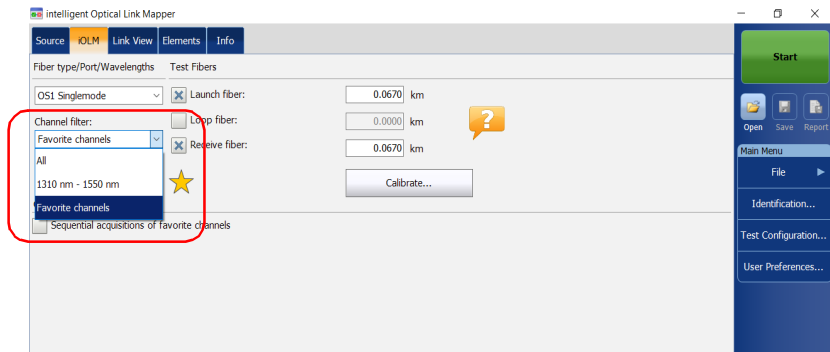 intelligent Optical Link Mapper
Source iOLM Link View Elements Info
Fiber type/Port/Wavelengths Test Fibers
OS1 Singlemode
Launch fiber: 0.0670 km
Channel filter:
Loop fiber: 0.0000 km
Favorite channels
Receive fiber: 0.0670 km
All
1310 nm - 1550 nm
Calibrate...
Favorite channels
Sequential acquisitions of favorite channels
Start
Open Save Report
Main Menu
File
Identification...
Test Configuration...
User Preferences...